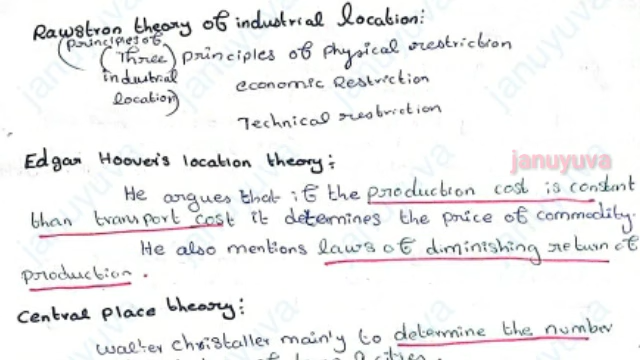 Rawstron theory of industrial location:
(principles of
(Three) principles of physical restriction
industrial economic Restriction
location) Technical restriction
Edgar Hoover's location theory:
januyuva
He argues that if the production cost is constant
than transport cost it determines the price of commodity.
He also mentions laws of diminishing return of
production.
Central Place theory:
Walter christaller mainly to determine the number